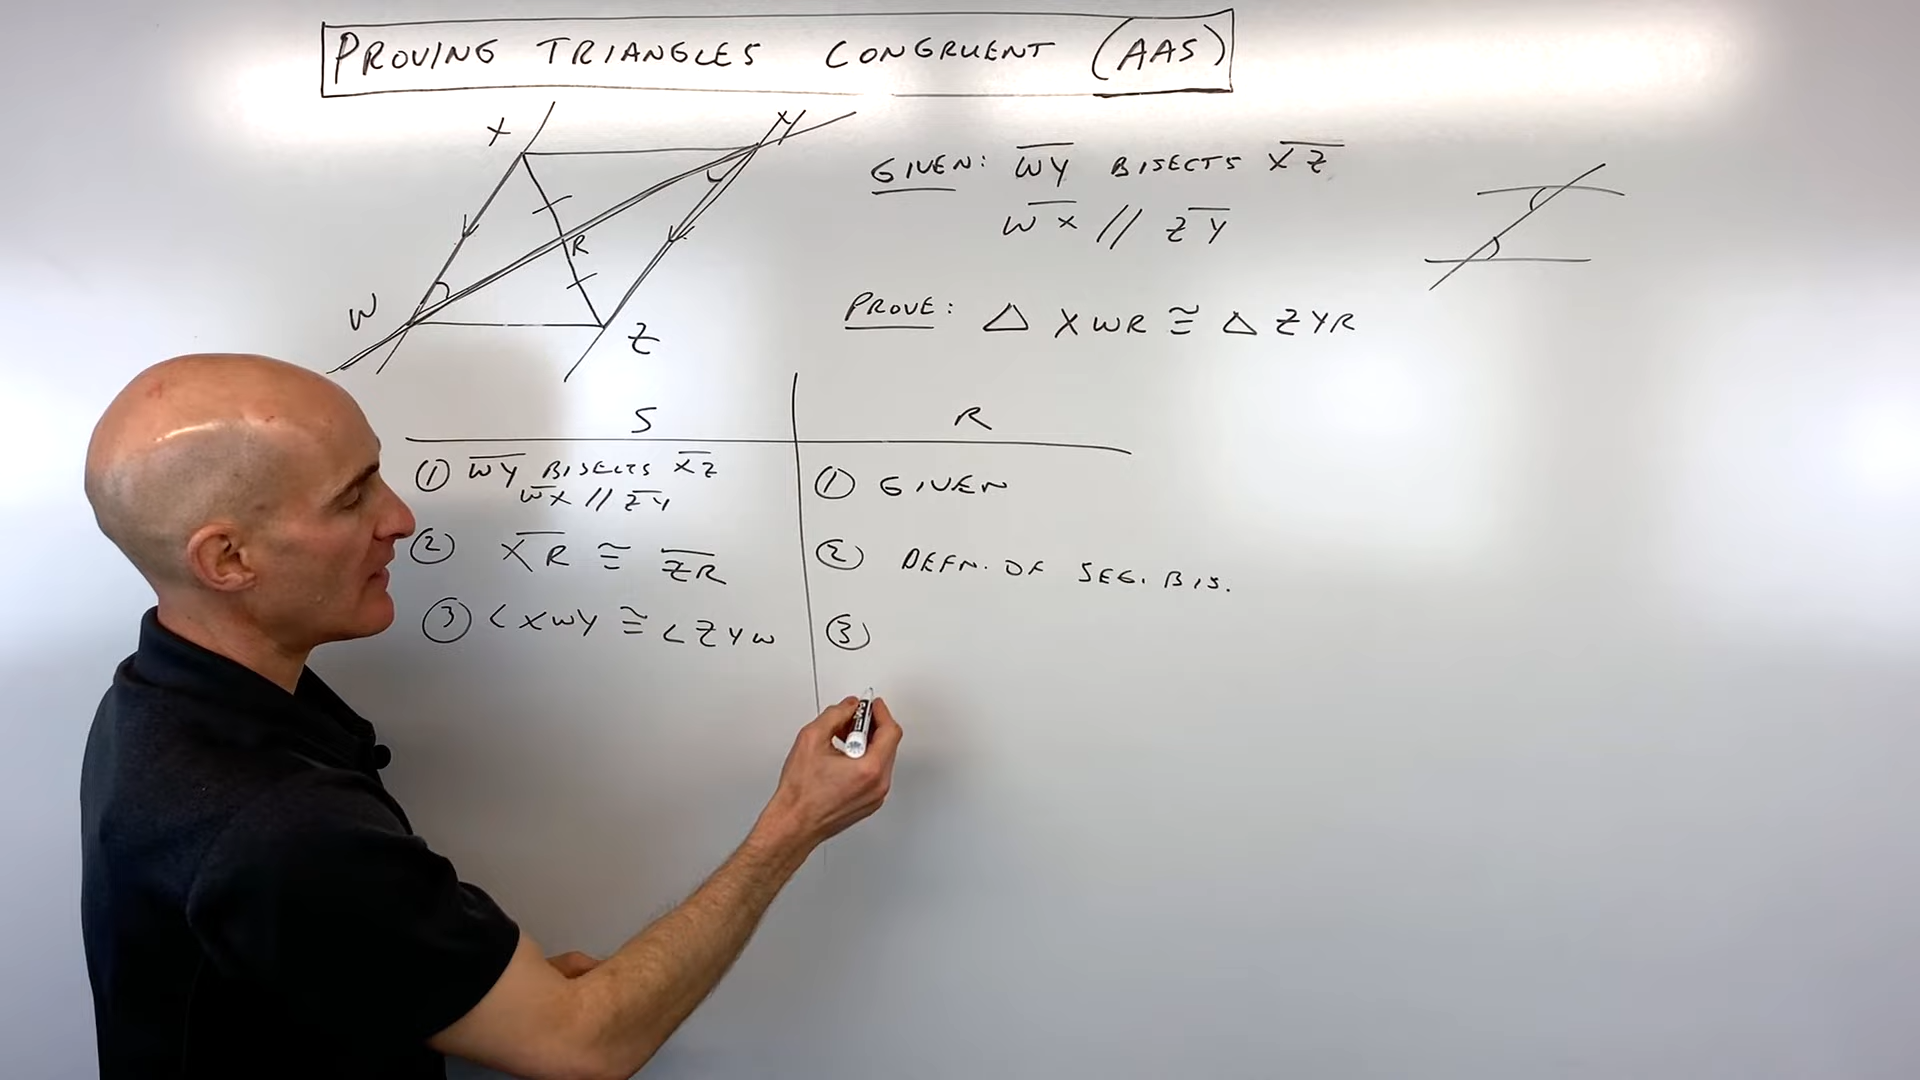 PROVING TRIANGLES CONGRUENT (AAS)
X
Y
R
W
Z
GIVEN: WY BISECTS XZ
WX // ZY
PROVE: △ XWR ≅ △ ZYR
S
R
① WY BISECTS XZ
WX // ZY
① GIVEN
② XR ≅ ZR
② DEFN. OF SEG. BIS.
③ <XWY ≅ <ZYW
③